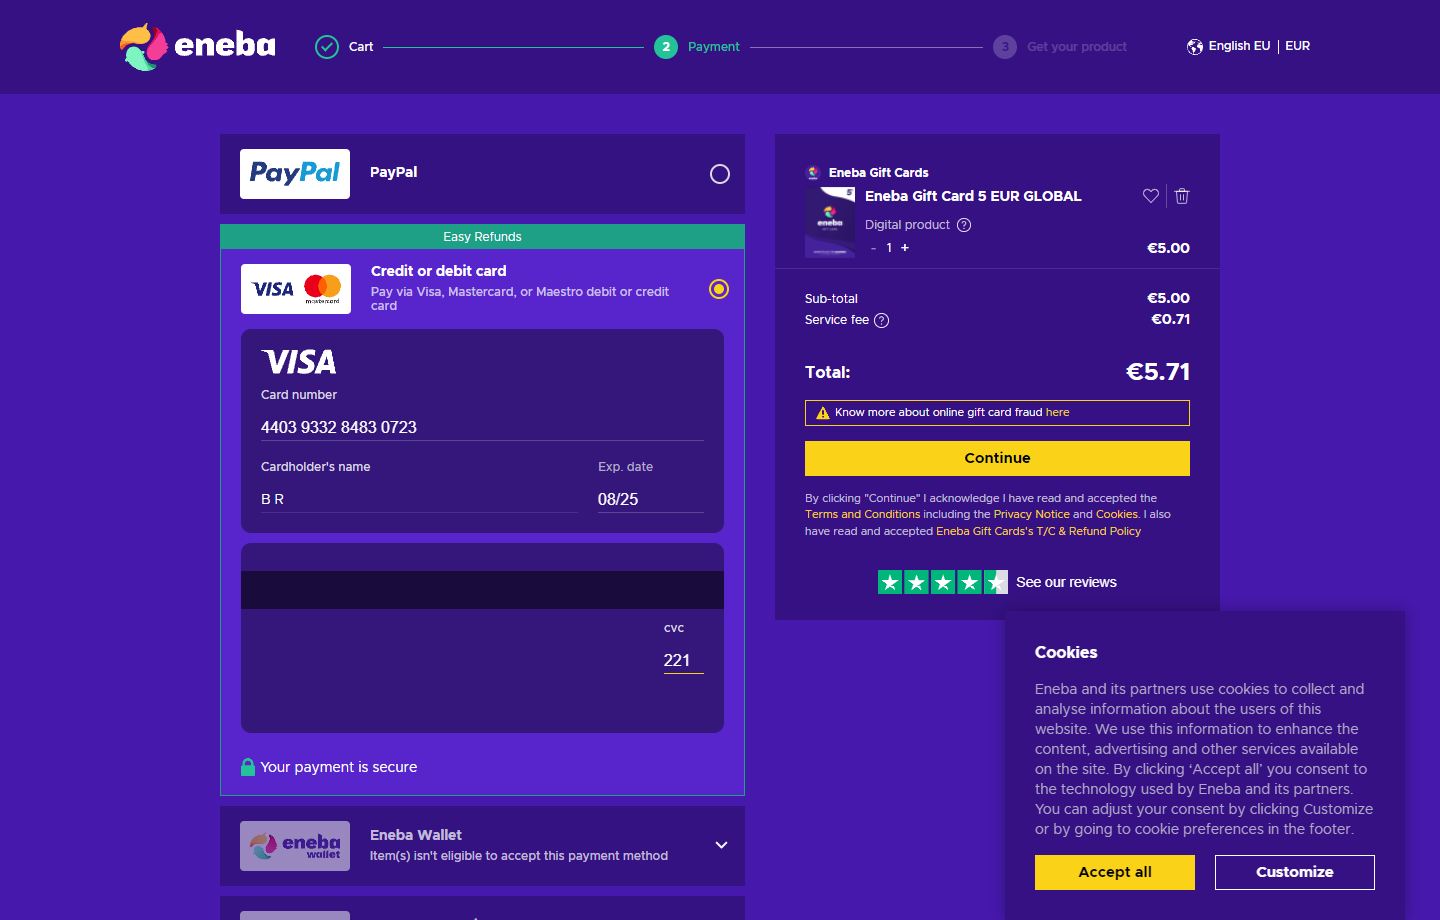 eneba
Cart
2
Payment
3
Get your product
English EU | EUR
PayPal
PayPal
Easy Refunds
VISA
mastercard
Credit or debit card
Pay via Visa, Mastercard, or Maestro debit or credit
card
VISA
Card number
4403 9332 8483 0723
Cardholder's name
Exp. date
B R
08/25
CVC
221
Your payment is secure
eneba
wallet
Eneba Wallet
Item(s) isn't eligible to accept this payment method
Eneba Gift Cards
5
eneba
Eneba Gift Card 5 EUR GLOBAL
Digital product ?
- 1 +
€5.00
Sub-total
€5.00
Service fee ?
€0.71
Total:
€5.71
Know more about online gift card fraud here
Continue
By clicking "Continue" I acknowledge I have read and accepted the
Terms and Conditions including the Privacy Notice and Cookies. I also
have read and accepted Eneba Gift Cards's T/C & Refund Policy
See our reviews
Cookies
Eneba and its partners use cookies to collect and
analyse information about the users of this
website. We use this information to enhance the
content, advertising and other services available
on the site. By clicking ‘Accept all’ you consent to
the technology used by Eneba and its partners.
You can adjust your consent by clicking Customize
or by going to cookie preferences in the footer.
Accept all
Customize